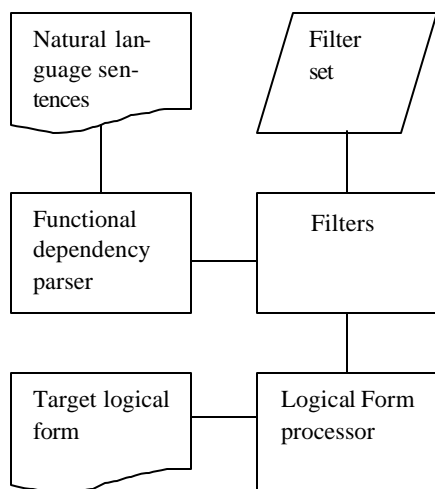 Natural lan-
guage sen-
tences
Filter
set
Functional
dependency
parser
Filters
Target logical
form
Logical Form
processor